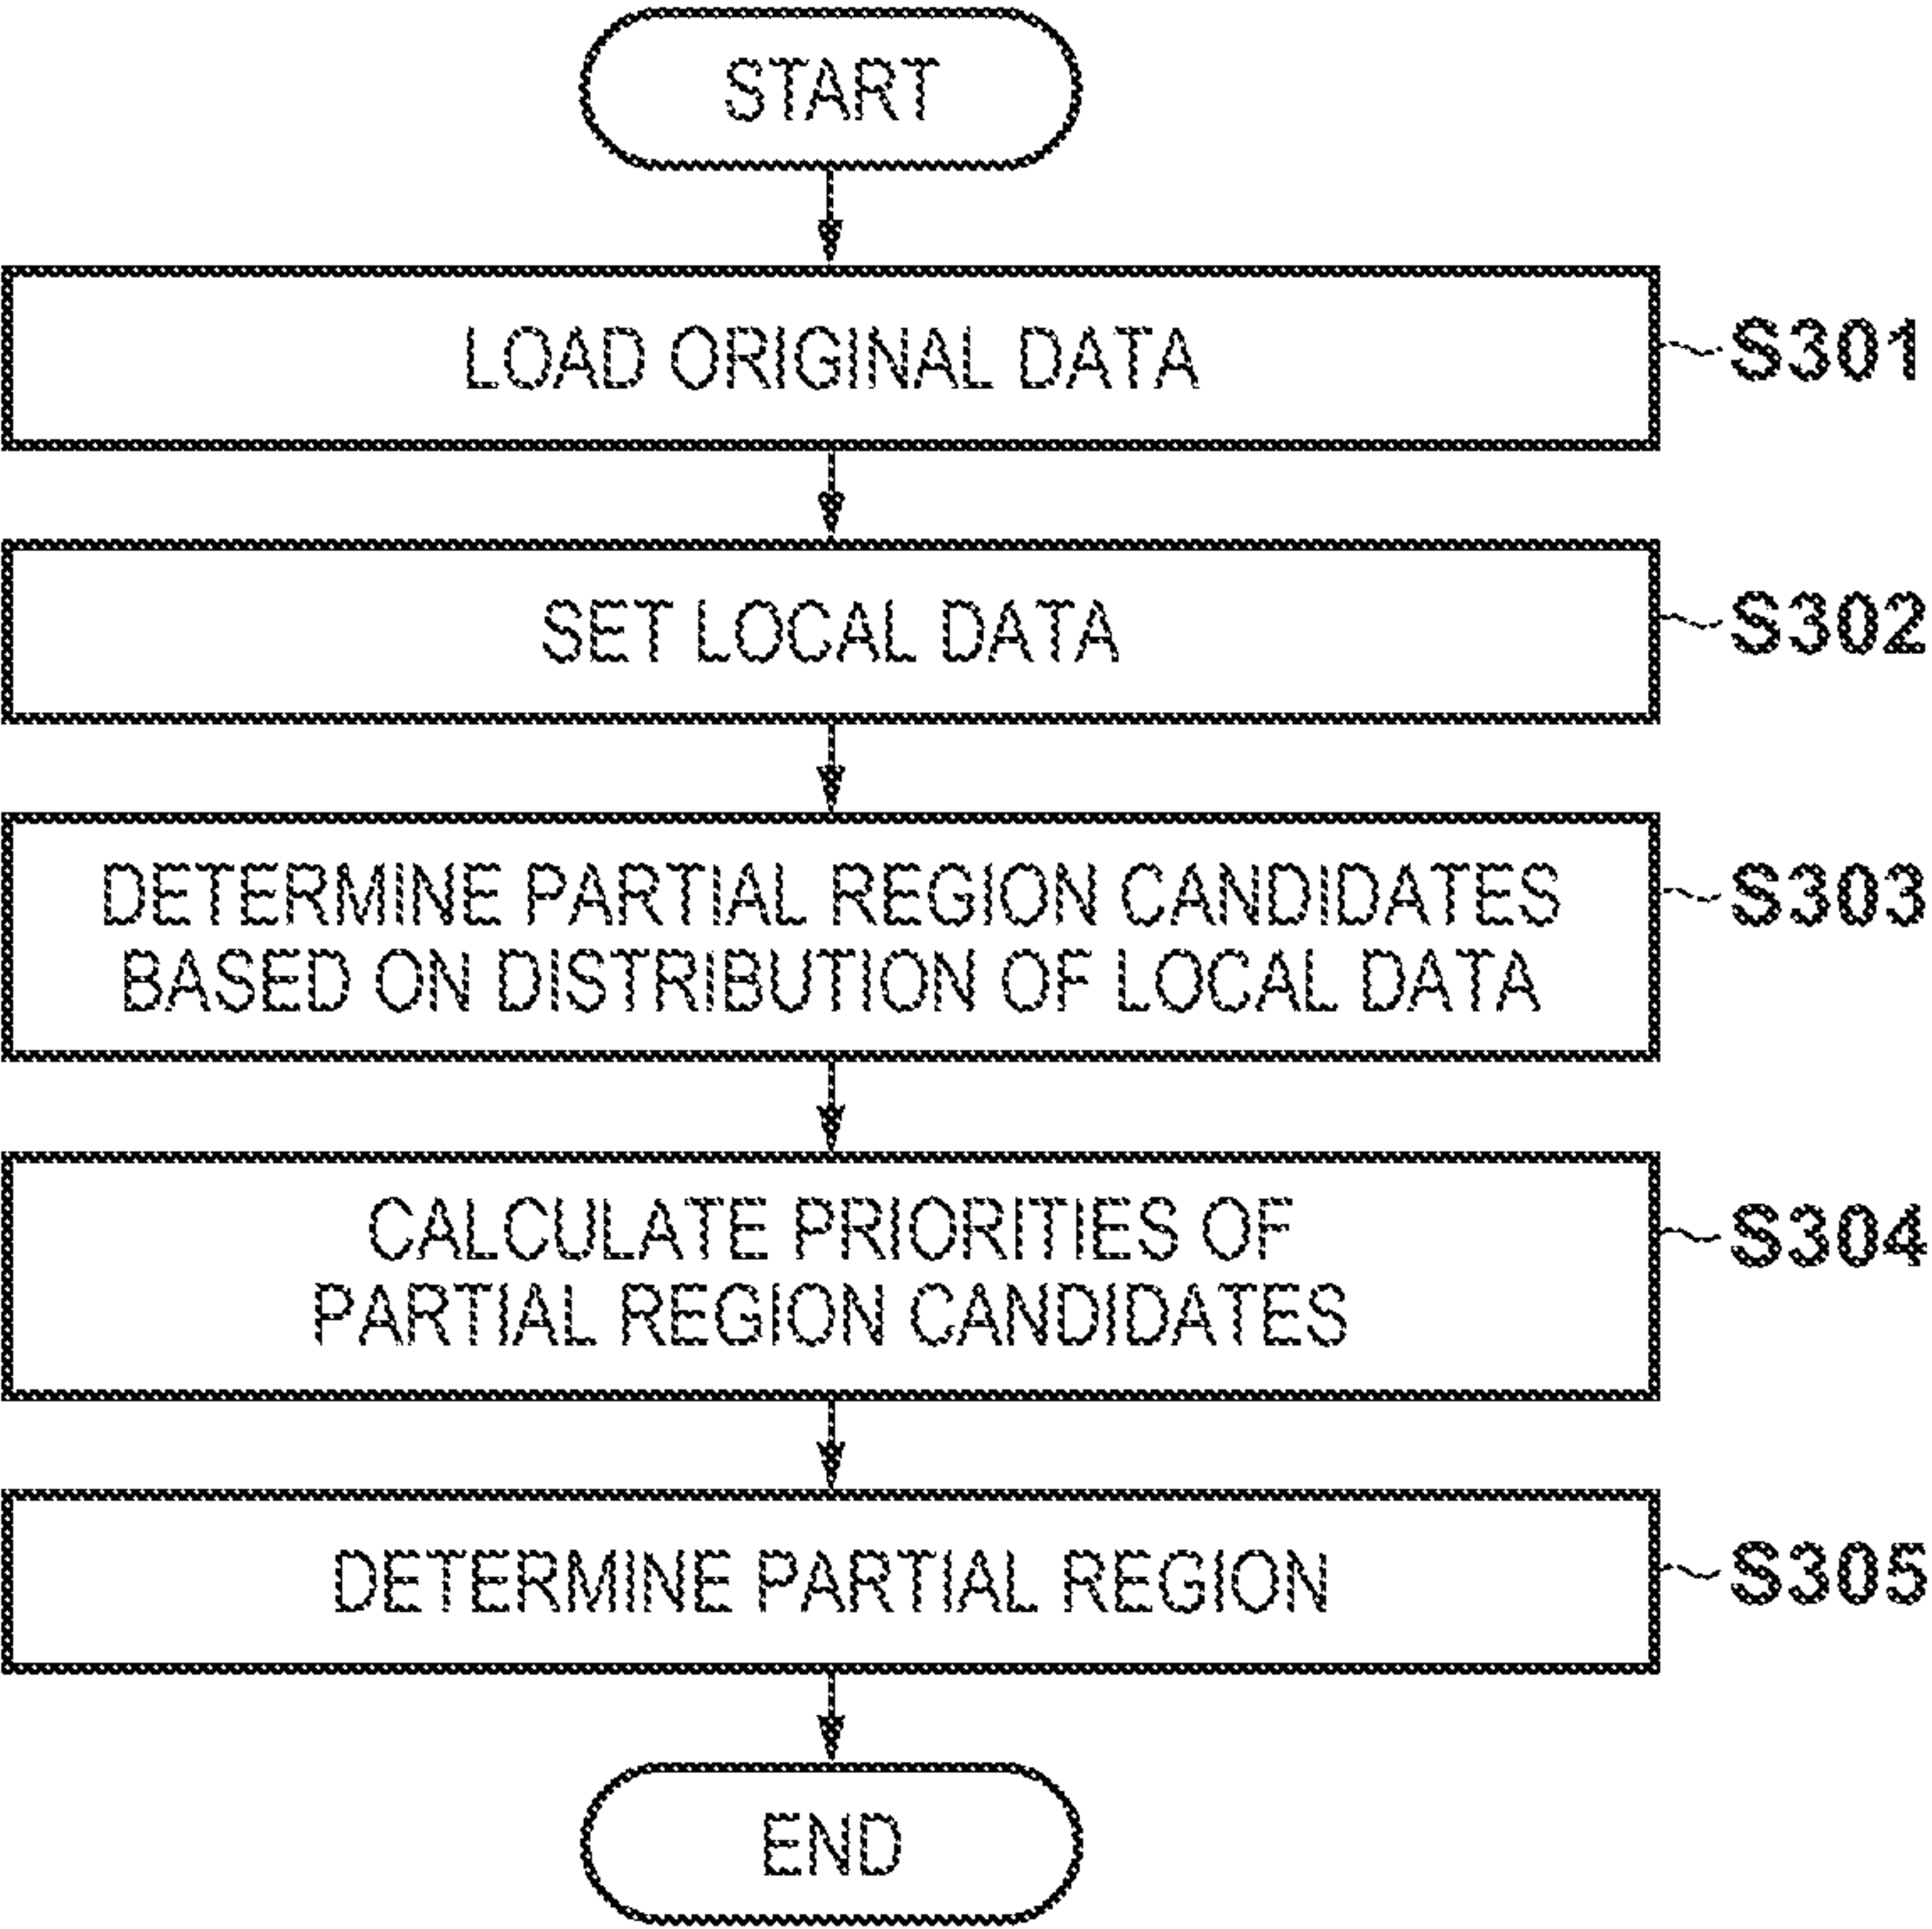 START
LOAD ORIGINAL DATA
S301
SET LOCAL DATA
S302
DETERMINE PARTIAL REGION CANDIDATES
BASED ON DISTRIBUTION OF LOCAL DATA
S303
CALCULATE PRIORITIES OF
PARTIAL REGION CANDIDATES
S304
DETERMINE PARTIAL REGION
S305
END